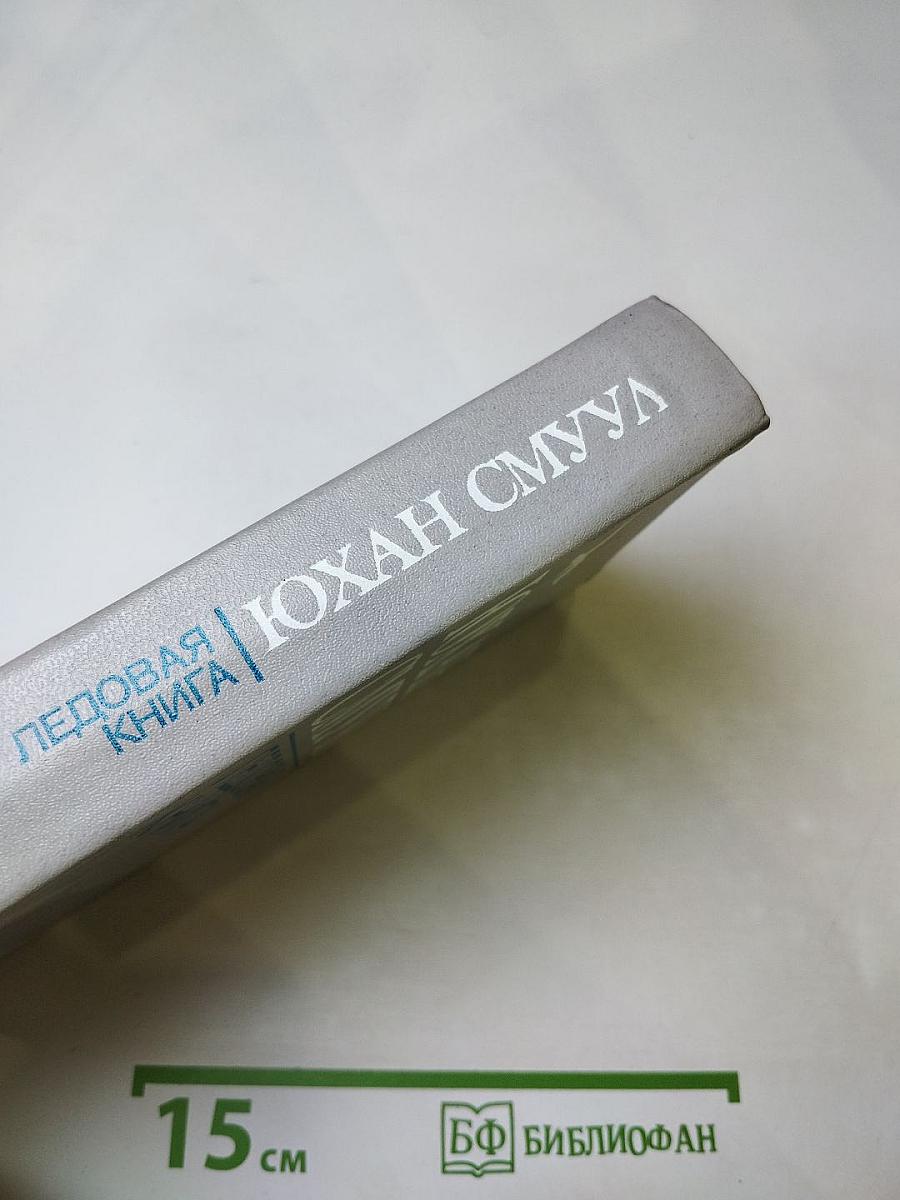 ЮХАН СМУУЛ
ЛЕДОВАЯ
КНИГА
15 см
БФ БИБЛИОФАН